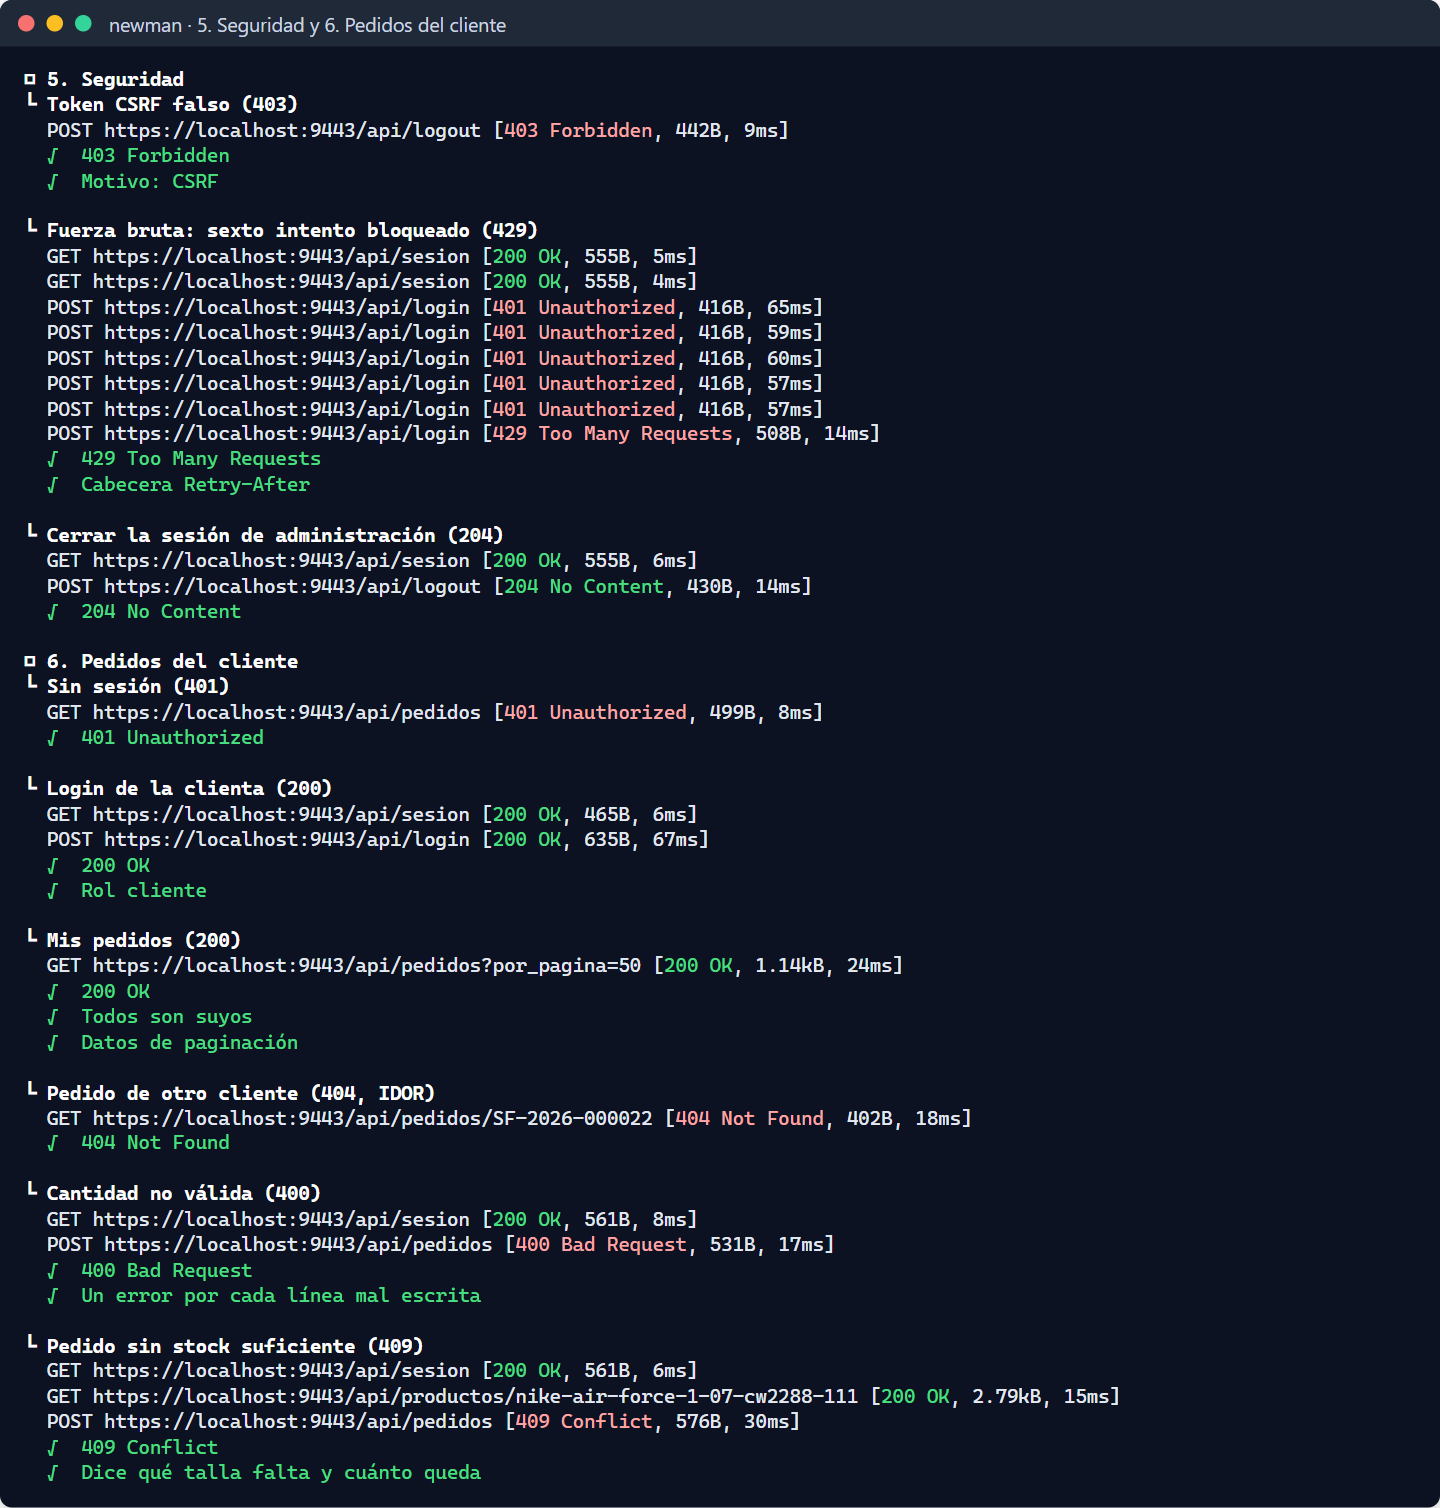 newman · 5. Seguridad y 6. Pedidos del cliente
5. Seguridad
└ Token CSRF falso (403)
POST https://localhost:9443/api/logout [403 Forbidden, 442B, 9ms]
√ 403 Forbidden
√ Motivo: CSRF
└ Fuerza bruta: sexto intento bloqueado (429)
GET https://localhost:9443/api/sesion [200 OK, 555B, 5ms]
GET https://localhost:9443/api/sesion [200 OK, 555B, 4ms]
POST https://localhost:9443/api/login [401 Unauthorized, 416B, 65ms]
POST https://localhost:9443/api/login [401 Unauthorized, 416B, 59ms]
POST https://localhost:9443/api/login [401 Unauthorized, 416B, 60ms]
POST https://localhost:9443/api/login [401 Unauthorized, 416B, 57ms]
POST https://localhost:9443/api/login [401 Unauthorized, 416B, 57ms]
POST https://localhost:9443/api/login [429 Too Many Requests, 508B, 14ms]
√ 429 Too Many Requests
√ Cabecera Retry-After
└ Cerrar la sesión de administración (204)
GET https://localhost:9443/api/sesion [200 OK, 555B, 6ms]
POST https://localhost:9443/api/logout [204 No Content, 430B, 14ms]
√ 204 No Content
6. Pedidos del cliente
└ Sin sesión (401)
GET https://localhost:9443/api/pedidos [401 Unauthorized, 499B, 8ms]
√ 401 Unauthorized
└ Login de la clienta (200)
GET https://localhost:9443/api/sesion [200 OK, 465B, 6ms]
POST https://localhost:9443/api/login [200 OK, 635B, 67ms]
√ 200 OK
√ Rol cliente
└ Mis pedidos (200)
GET https://localhost:9443/api/pedidos?por_pagina=50 [200 OK, 1.14kB, 24ms]
√ 200 OK
√ Todos son suyos
√ Datos de paginación
└ Pedido de otro cliente (404, IDOR)
GET https://localhost:9443/api/pedidos/SF-2026-000022 [404 Not Found, 402B, 18ms]
√ 404 Not Found
└ Cantidad no válida (400)
GET https://localhost:9443/api/sesion [200 OK, 561B, 8ms]
POST https://localhost:9443/api/pedidos [400 Bad Request, 531B, 17ms]
√ 400 Bad Request
√ Un error por cada línea mal escrita
└ Pedido sin stock suficiente (409)
GET https://localhost:9443/api/sesion [200 OK, 561B, 6ms]
GET https://localhost:9443/api/productos/nike-air-force-1-07-cw2288-111 [200 OK, 2.79kB, 15ms]
POST https://localhost:9443/api/pedidos [409 Conflict, 576B, 30ms]
√ 409 Conflict
√ Dice qué talla falta y cuánto queda